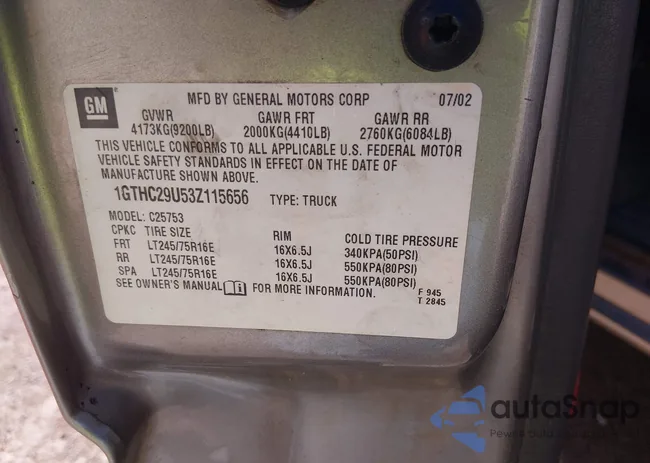 GM
MFD BY GENERAL MOTORS CORP 07/02
GVWR GAWR FRT GAWR RR
4173KG(9200LB) 2000KG(4410LB) 2760KG(6084LB)
THIS VEHICLE CONFORMS TO ALL APPLICABLE U.S. FEDERAL MOTOR
VEHICLE SAFETY STANDARDS IN EFFECT ON THE DATE OF
MANUFACTURE SHOWN ABOVE.
1GTHC29U53Z115656 TYPE: TRUCK
MODEL: C25753
CPKC TIRE SIZE RIM COLD TIRE PRESSURE
FRT LT245/75R16E 16X6.5J 340KPA(50PSI)
RR LT245/75R16E 16X6.5J 550KPA(80PSI)
SPA LT245/75R16E 16X6.5J 550KPA(80PSI)
SEE OWNER'S MANUAL FOR MORE INFORMATION.
F 945
T 2845
autoSnap